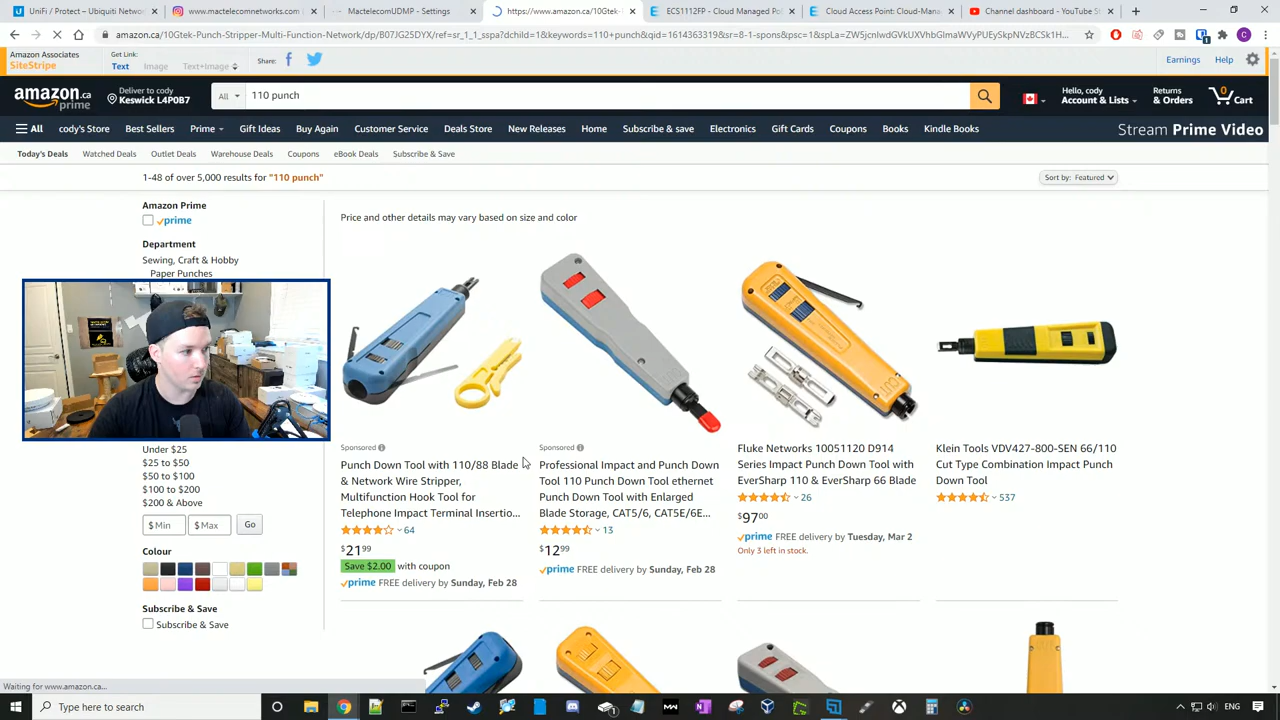 UniFi / Protect – Ubiquiti Networ
www.mactelecomnetworks.com
MactelecomUDMP - Settings
https://www.amazon.ca/10Gtek-
ECS1112FP - Cloud Managed Po
Cloud Access Point: Cloud-Mana
Channel dashboard - YouTube S
amazon.ca/10Gtek-Punch-Stripper-Multi-Function-Network/dp/B07JG25DYX/ref=sr_1_1_sspa?dchild=1&keywords=110+punch&qid=1614363319&sr=8-1-spons&psc=1&spLa=
Amazon Associates
SiteStripe
Get Link:
Text
Image
Text+Image
Share:
Earnings
Help
amazon.ca
prime
Deliver to cody
Keswick L4P0B7
All
110 punch
Hello, cody
Account & Lists
Returns
& Orders
0
Cart
All
cody's Store
Best Sellers
Prime
Gift Ideas
Buy Again
Customer Service
Deals Store
New Releases
Home
Subscribe & save
Electronics
Gift Cards
Coupons
Books
Kindle Books
Stream Prime Video
Today's Deals
Watched Deals
Outlet Deals
Warehouse Deals
Coupons
eBook Deals
Subscribe & Save
1-48 of over 5,000 results for "110 punch"
Sort by: Featured
Amazon Prime
prime
Department
Sewing, Craft & Hobby
Paper Punches
Under $25
$25 to $50
$50 to $100
$100 to $200
$200 & Above
$ Min
$ Max
Go
Colour
Subscribe & Save
Subscribe & Save
Price and other details may vary based on size and color
Sponsored
Punch Down Tool with 110/88 Blade
& Network Wire Stripper,
Multifunction Hook Tool for
Telephone Impact Terminal Insertio...
64
$21 99
Save $2.00 with coupon
prime FREE delivery by Sunday, Feb 28
Sponsored
Professional Impact and Punch Down
Tool 110 Punch Down Tool ethernet
Punch Down Tool with Enlarged
Blade Storage, CAT5/6, CAT5E/6E...
13
$12 99
prime FREE delivery by Sunday, Feb 28
Fluke Networks 10051120 D914
Series Impact Punch Down Tool with
EverSharp 110 & EverSharp 66 Blade
26
$97 00
prime FREE delivery by Tuesday, Mar 2
Only 3 left in stock.
Klein Tools VDV427-800-SEN 66/110
Cut Type Combination Impact Punch
Down Tool
537
Waiting for www.amazon.ca...
Type here to search
ENG